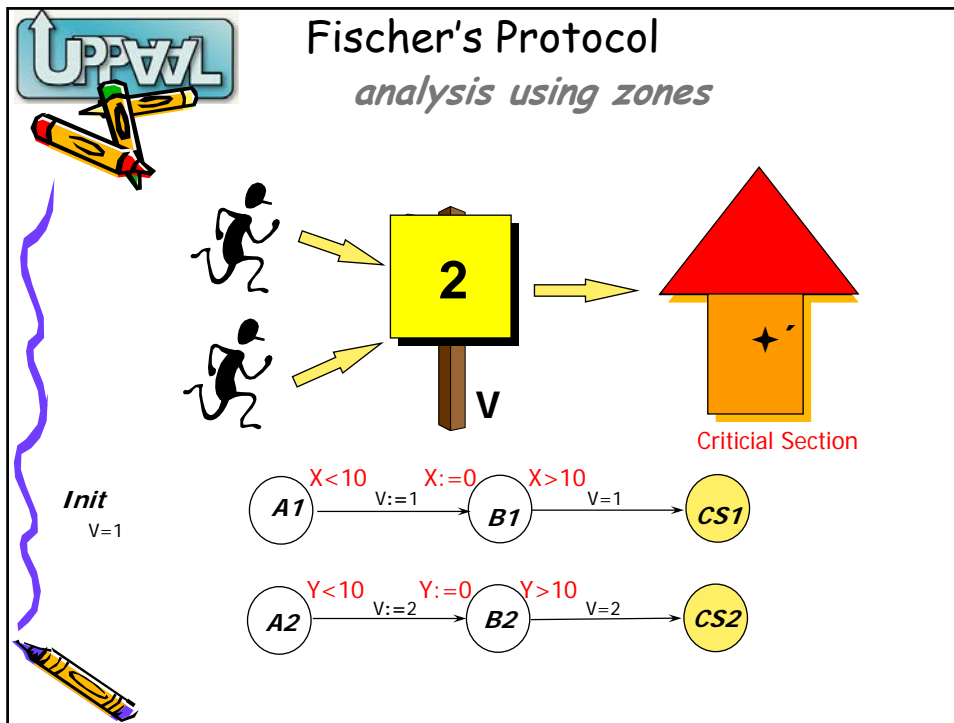 UPPAAL
Fischer's Protocol
analysis using zones
2
V
Criticial Section
Init
V=1
X<10 X:=0 X>10
A1 V:=1 B1 V=1 CS1
Y<10 Y:=0 Y>10
A2 V:=2 B2 V=2 CS2